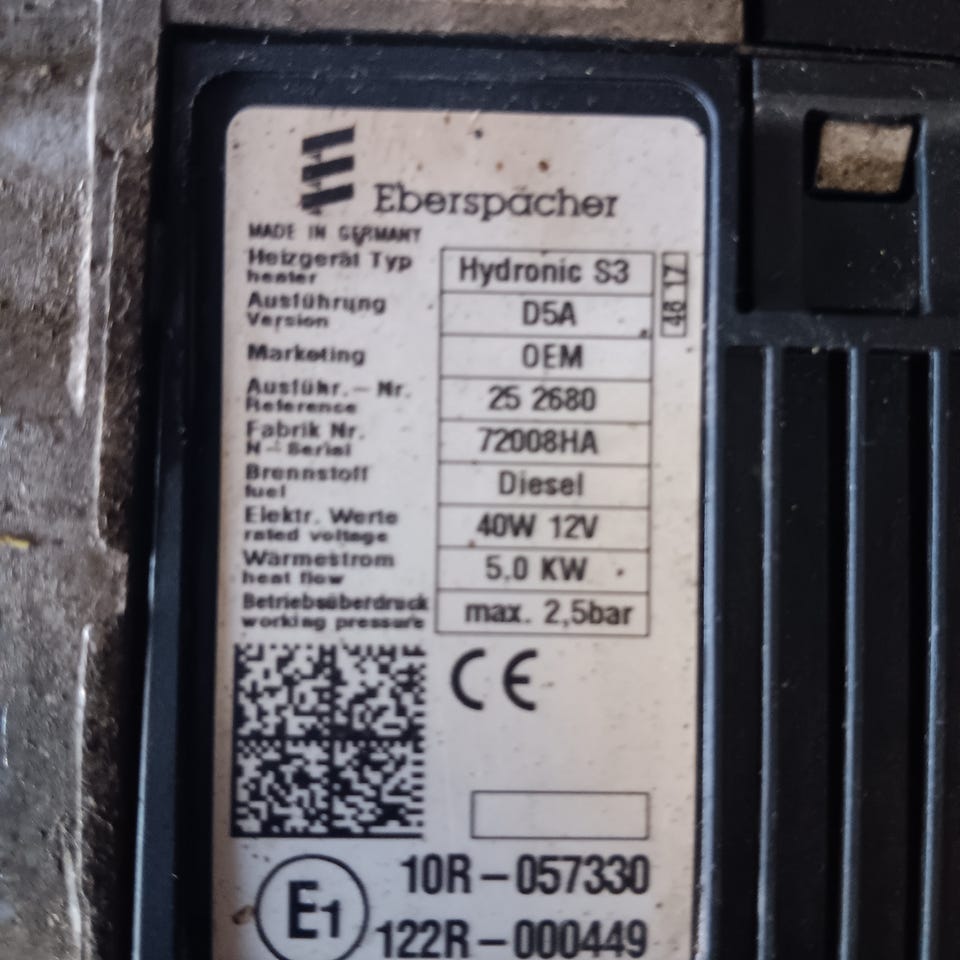 Eberspächer
MADE IN GERMANY
Heizgerät Typ
heater
Hydronic S3
48 17
Ausführung
Version
D5A
Marketing
OEM
Ausführ.-Nr.
Reference
25 2680
Fabrik Nr.
N-Serial
72008HA
Brennstoff
fuel
Diesel
Elektr. Werte
rated voltage
40W 12V
Wärmestrom
heat flow
5.0 KW
Betriebsüberdruck
working pressure
max. 2,5bar
CE
E1
10R-057330
122R-000449